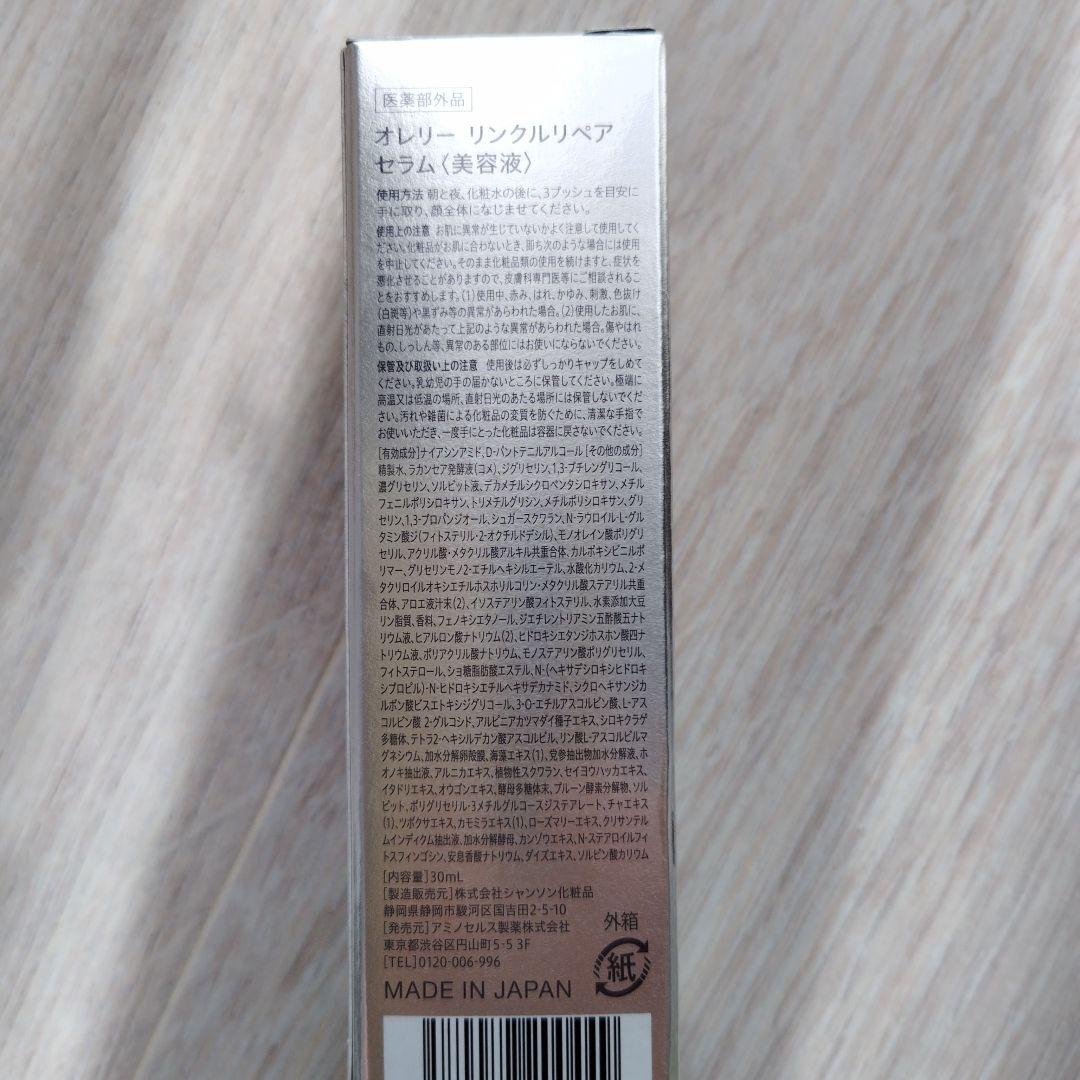 医薬部外品
オレリー リンクルリペア
セラム〈美容液〉
使用方法 朝と夜、化粧水の後に、3プッシュを目安に
手に取り、顔全体になじませてください。
使用上の注意 お肌に異常が生じていないかよく注意して使用してく
ださい。化粧品がお肌に合わないとき、即ち次のような場合には使用
を中止してください。そのまま化粧品類の使用を続けますと、症状を
悪化させることがありますので、皮膚科専門医等にご相談されるこ
とをおすすめします。(1)使用中、赤み、はれ、かゆみ、刺激、色抜け
(白斑等)や黒ずみ等の異常があらわれた場合。(2)使用したお肌に、
直射日光があたって上記のような異常があらわれた場合。傷やはれ
もの、しっしん等、異常のある部位にはお使いにならないでください。
保管及び取扱い上の注意 使用後は必ずしっかりキャップをしめて
ください。乳幼児の手の届かないところに保管してください。極端に
高温又は低温の場所、直射日光のあたる場所には保管しないでくだ
さい。汚れや雑菌による化粧品の変質を防ぐために、清潔な手指で
お使いいただき、一度手にとった化粧品は容器に戻さないでください。
[有効成分]ナイアシンアミド、D-パントテニルアルコール[その他の成分]
精製水、ラカンセア発酵液(コメ)、ジグリセリン、1,3-ブチレングリコール、
濃グリセリン、ソルビット液、デカメチルシクロペンタシロキサン、メチル
フェニルポリシロキサン、トリメチルグリシン、メチルポリシロキサン、グリ
セリン、1,3-プロパンジオール、シュガースクワラン、N-ラウロイル-L-グル
タミン酸ジ(フィトステリル・2-オクチルドデシル)、モノオレイン酸ポリグリ
セリル、アクリル酸・メタクリル酸アルキル共重合体、カルボキシビニルポ
リマー、グリセリンモノ2-エチルヘキシルエーテル、水酸化カリウム、2-メ
タクリロイルオキシエチルホスホリルコリン・メタクリル酸ステアリル共重
合体、アロエ液汁末(2)、イソステアリン酸フィトステリル、水素添加大豆
リン脂質、香料、フェノキシエタノール、ジエチレントリアミン五酢酸五ナ
トリウム液、ヒアルロン酸ナトリウム(2)、ヒドロキシエタンジホスホン酸四ナ
トリウム液、ポリアクリル酸ナトリウム、モノステアリン酸ポリグリセリル、
フィトステロール、ショ糖脂肪酸エステル、N-(ヘキサデシロキシヒドロキ
シプロピル)-N-ヒドロキシエチルヘキサデカナミド、シクロヘキサンジカ
ルボン酸ビスエトキシジグリコール、3-O-エチルアスコルビン酸、L-アス
コルビン酸 2-グルコシド、アルピニアカツマダイ種子エキス、シロキクラゲ
多糖体、テトラ2-ヘキシルデカン酸アスコルビル、リン酸L-アスコルビルマ
グネシウム、加水分解卵殻膜、海藻エキス(1)、党参抽出物加水分解液、ホ
オノキ抽出液、アルニカエキス、植物性スクワラン、セイヨウハッカエキス、
イタドリエキス、オウゴンエキス、酵母多糖体末、プルーン酵素分解物、ソル
ビット、ポリグリセリル-3メチルグルコースジステアレート、チャエキス
(1)、ツボクサエキス、カモミラエキス(1)、ローズマリーエキス、クリサンテル
ムインディクム抽出液、加水分解酵母、カンゾウエキス、N-ステアロイルフィ
トスフィンゴシン、安息香酸ナトリウム、ダイズエキス、ソルビン酸カリウム
[内容量]30mL
[製造販売元]株式会社シャンソン化粧品
静岡県静岡市駿河区国吉田2-5-10
[発売元]アミノセルス製薬株式会社
東京都渋谷区円山町5-5 3F
[TEL]0120-006-996
外箱
紙
MADE IN JAPAN